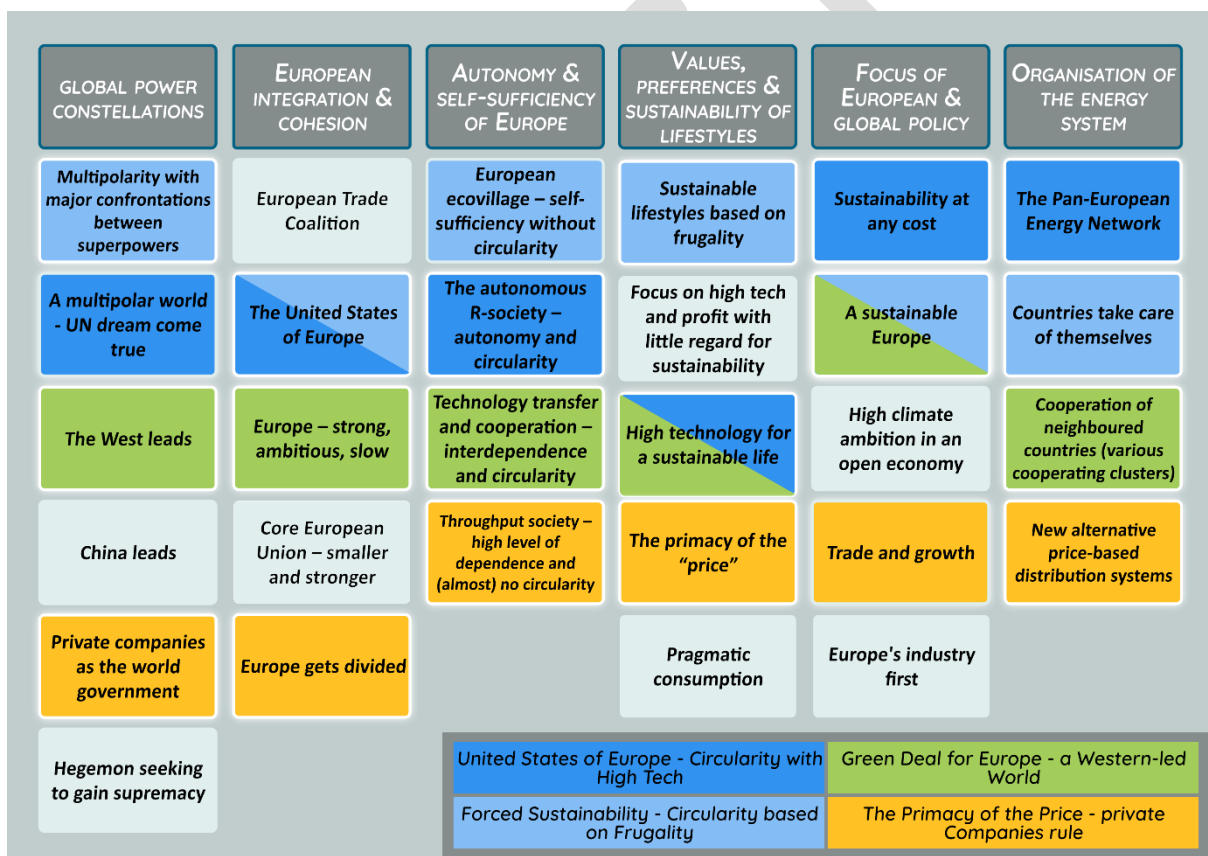 GLOBAL POWER
CONSTELLATIONS
EUROPEAN
INTEGRATION &
COHESION
AUTONOMY &
SELF-SUFFICIENCY
OF EUROPE
VALUES,
PREFERENCES &
SUSTAINABILITY OF
LIFESTYLES
FOCUS OF
EUROPEAN &
GLOBAL POLICY
ORGANISATION OF
THE ENERGY
SYSTEM
Multipolarity with
major confrontations
between
superpowers
European Trade
Coalition
European
ecovillage – self-
sufficiency without
circularity
Sustainable
lifestyles based on
frugality
Sustainability at
any cost
The Pan-European
Energy Network
A multipolar world
- UN dream come
true
The United States
of Europe
The autonomous
R-society –
autonomy and
circularity
Focus on high tech
and profit with
little regard for
sustainability
A sustainable
Europe
Countries take care
of themselves
The West leads
Europe – strong,
ambitious, slow
Technology transfer
and cooperation –
interdependence
and circularity
High technology for
a sustainable life
High climate
ambition in an
open economy
Cooperation of
neighboured
countries (various
cooperating clusters)
China leads
Core European
Union – smaller
and stronger
Throughput society –
high level of
dependence and
(almost) no circularity
The primacy of the
“price”
Trade and growth
New alternative
price-based
distribution systems
Private companies
as the world
government
Europe gets divided
Pragmatic
consumption
Europe's industry
first
Hegemon seeking
to gain supremacy
United States of Europe - Circularity with
High Tech
Green Deal for Europe - a Western-led
World
Forced Sustainability - Circularity based
on Frugality
The Primacy of the Price - private
Companies rule